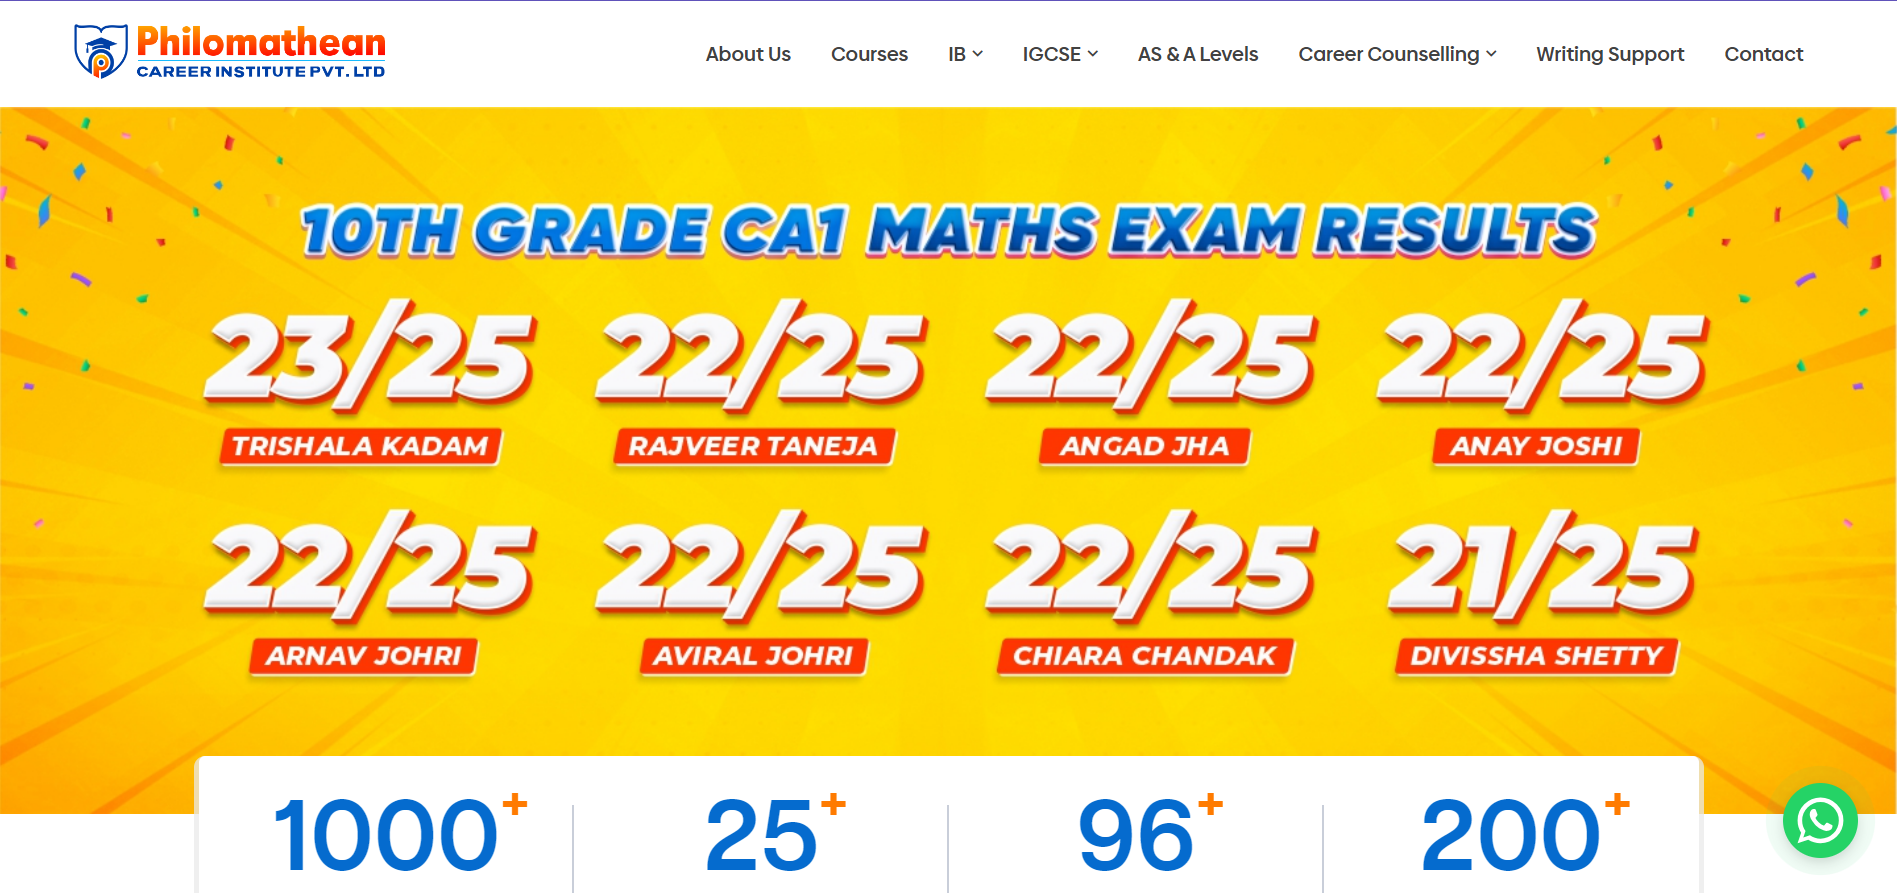 Philomathean
CAREER INSTITUTE PVT. LTD
About Us Courses IB IGCSE AS & A Levels Career Counselling Writing Support Contact
10TH GRADE CA1 MATHS EXAM RESULTS
23/25 22/25 22/25 22/25
TRISHALA KADAM RAJVEER TANEJA ANGAD JHA ANAY JOSHI
22/25 22/25 22/25 21/25
ARNAV JOHRI AVIRAL JOHRI CHIARA CHANDAK DIVISSHA SHETTY
1000+ 25+ 96+ 200+